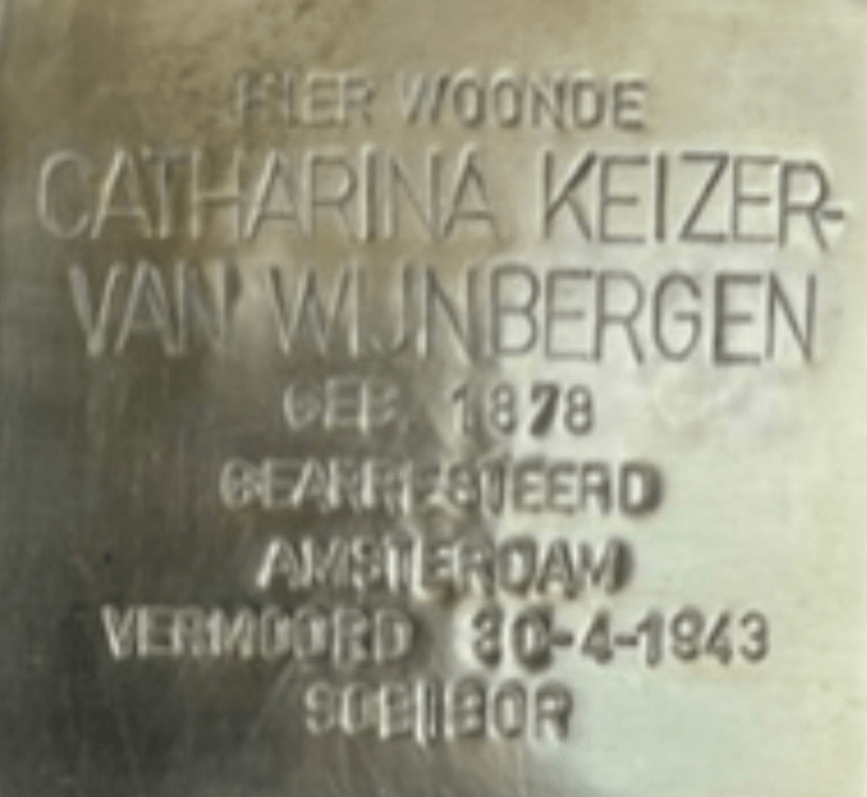 HIER WOONDE
CATHARINA KEIZER-
VAN WIJNBERGEN
GEB. 1878
GEARRESTEERD
AMSTERDAM
VERMOORD 30-4-1943
SOBIBOR